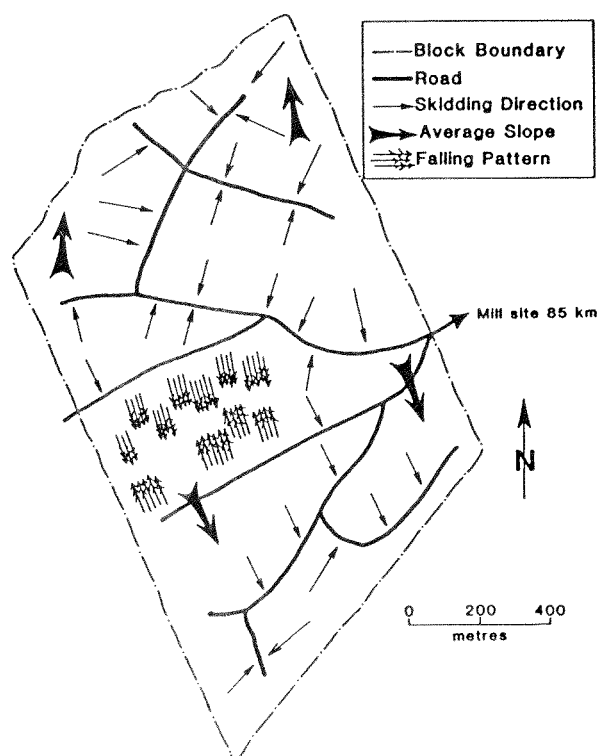 Block Boundary
Road
Skidding Direction
Average Slope
Falling Pattern
Mill site 85 km
N
0 200 400
metres